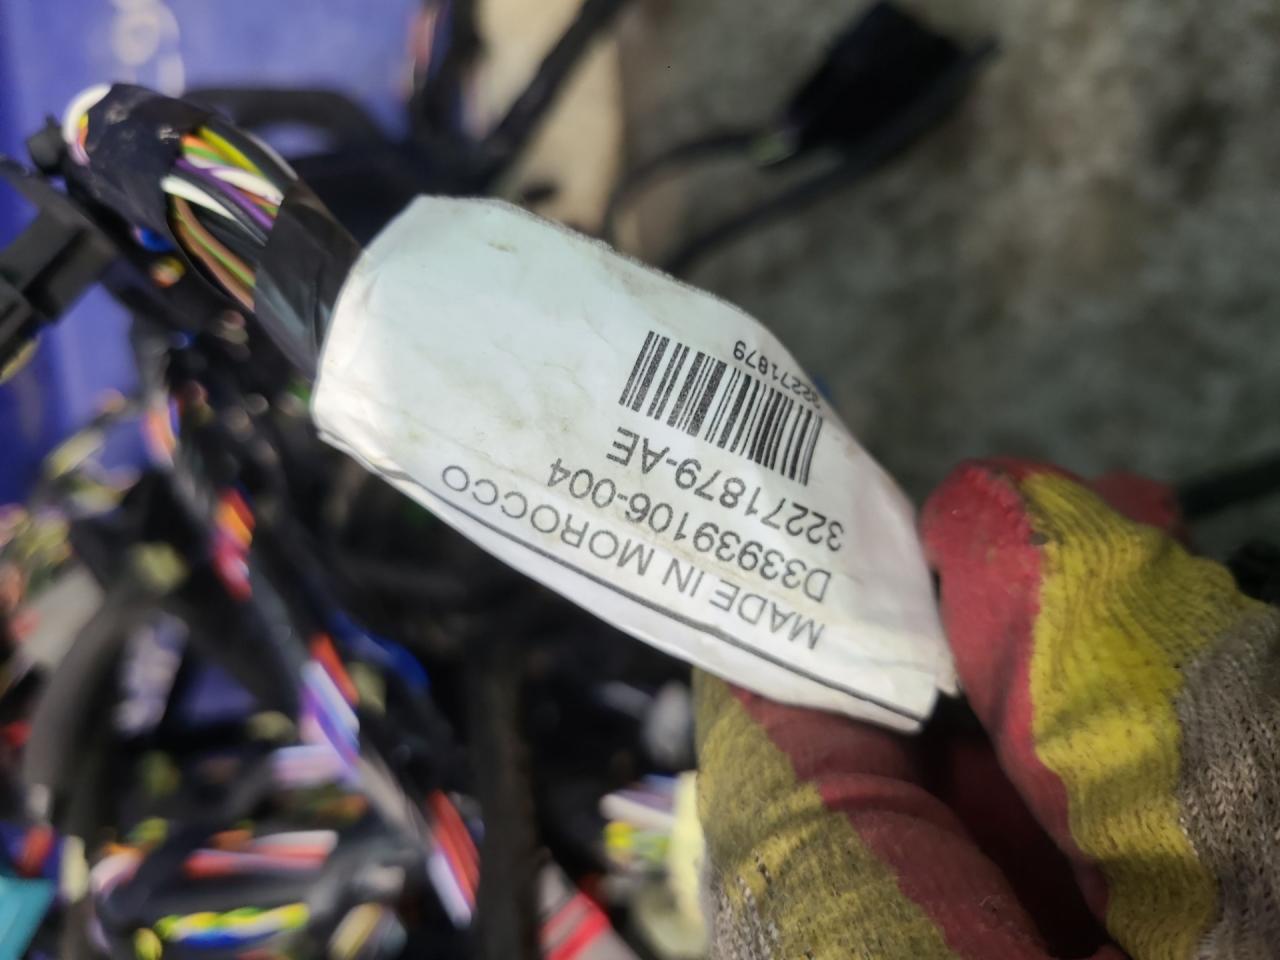 MADE IN MOROCCO
D33939106-004
32271879-AE
32271879